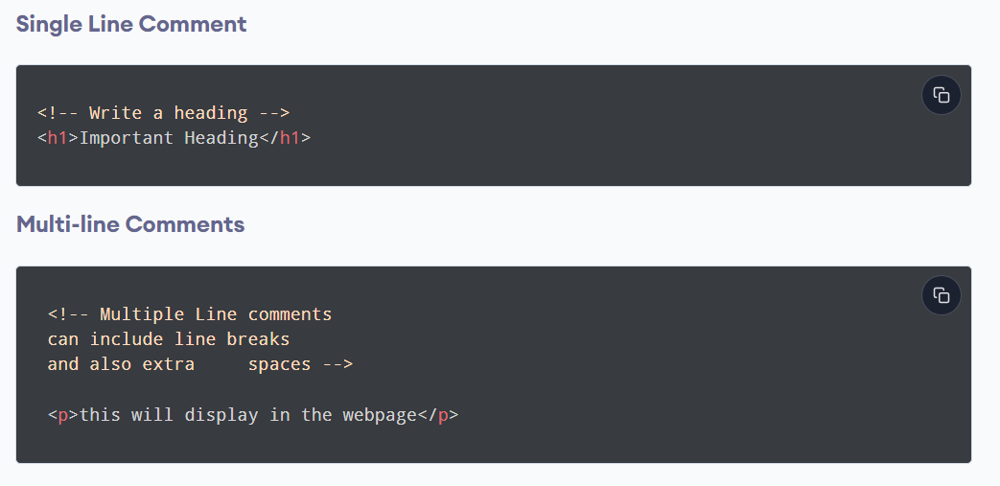 Single Line Comment
<!-- Write a heading -->
<h1>Important Heading</h1>
Multi-line Comments
<!-- Multiple Line comments
can include line breaks
and also extra     spaces -->
<p>this will display in the webpage</p>